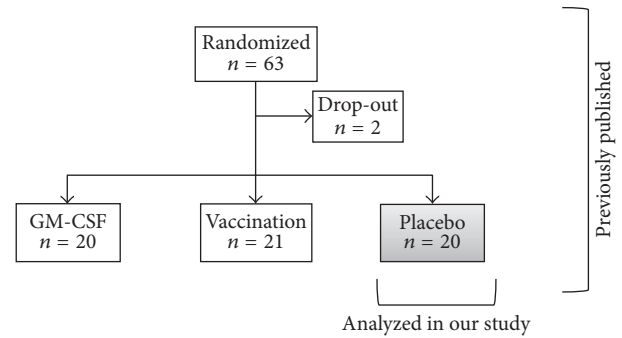 Randomized
n = 63
Drop-out
n = 2
GM-CSF
n = 20
Vaccination
n = 21
Placebo
n = 20
Analyzed in our study
Previously published